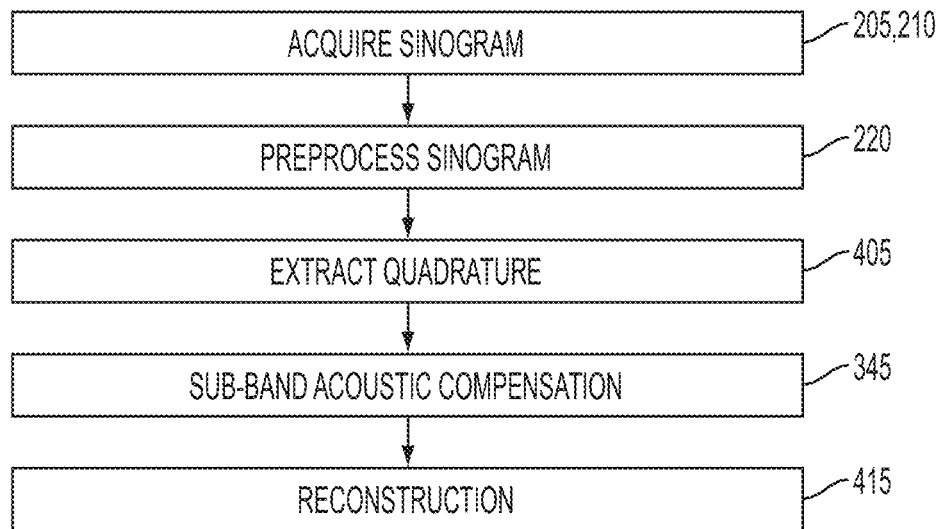 ACQUIRE SINOGRAM 205,210
PREPROCESS SINOGRAM 220
EXTRACT QUADRATURE 405
SUB-BAND ACOUSTIC COMPENSATION 345
RECONSTRUCTION 415